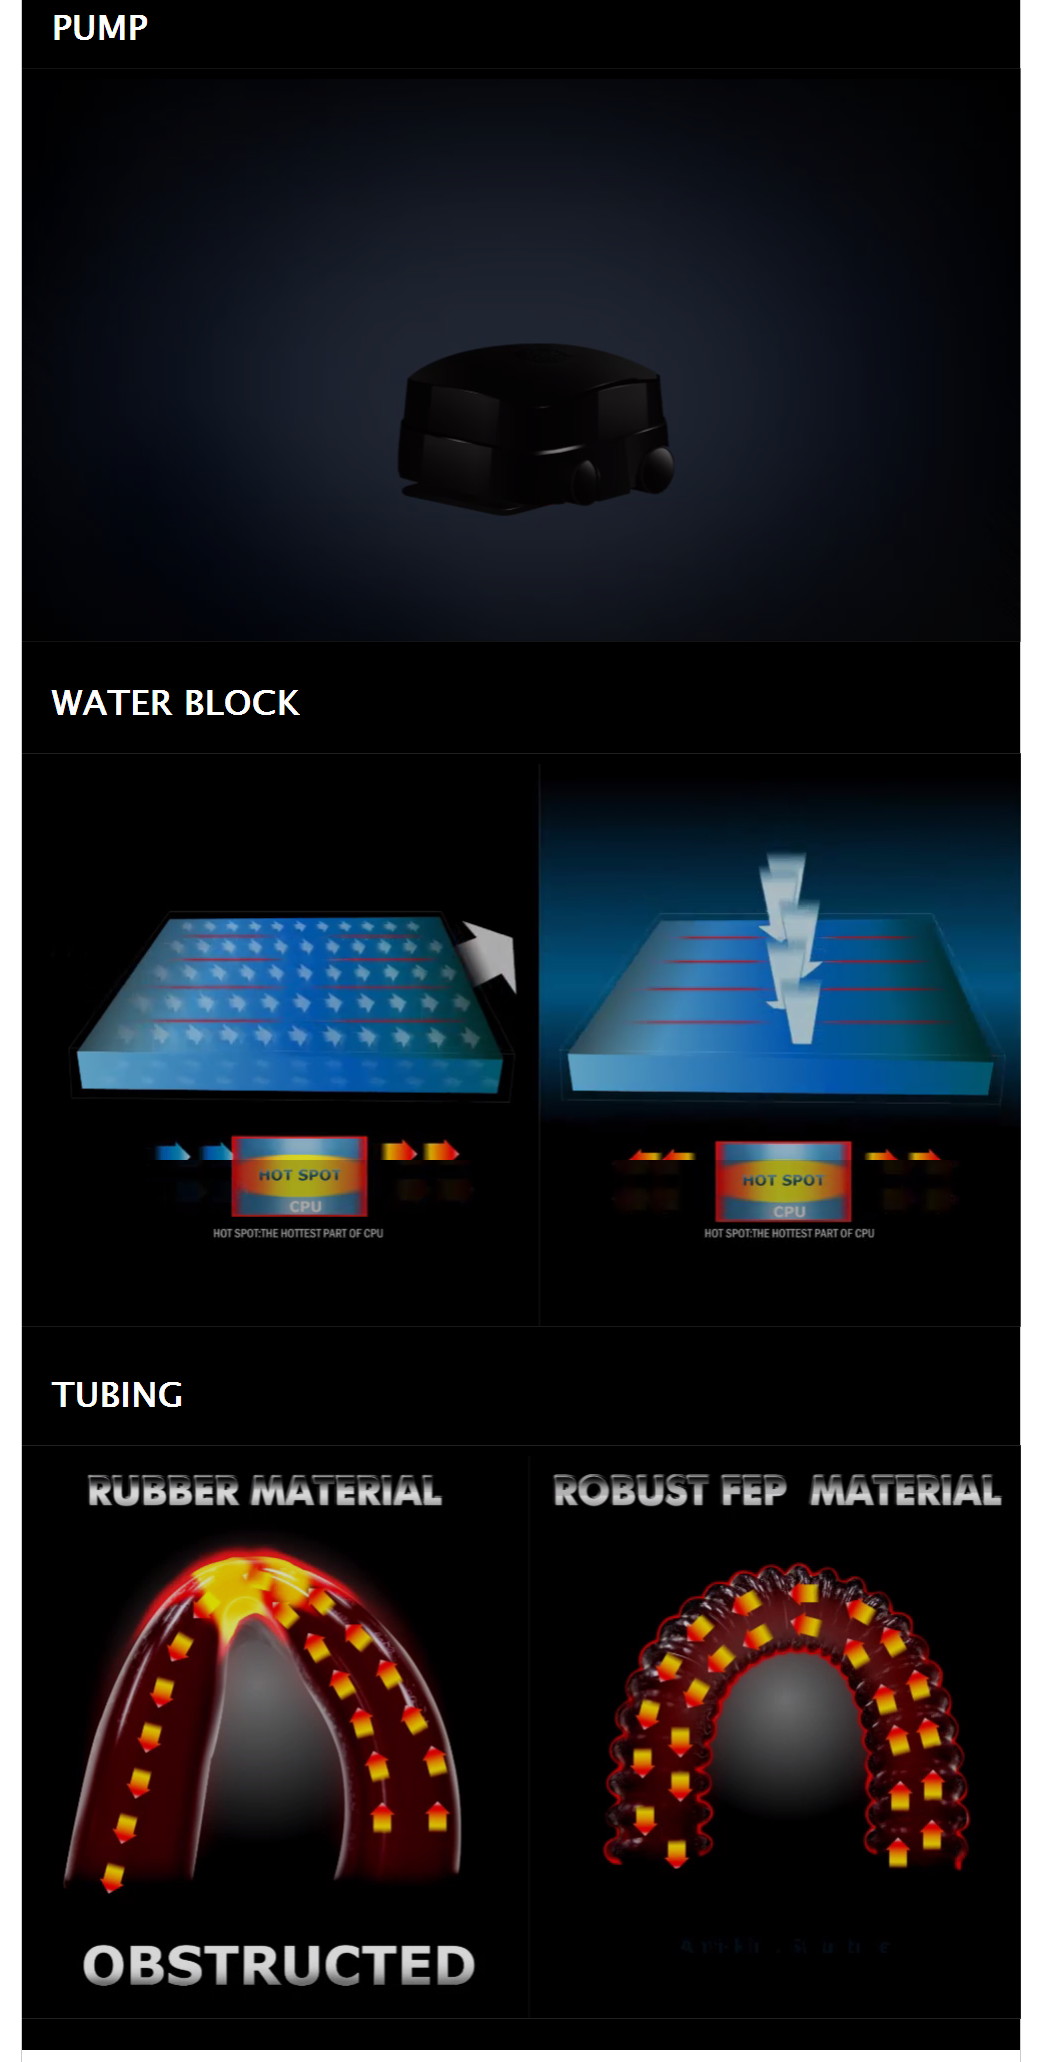 PUMP
WATER BLOCK
HOT SPOT
CPU
HOT SPOT:THE HOTTEST PART OF CPU
HOT SPOT
CPU
HOT SPOT:THE HOTTEST PART OF CPU
TUBING
RUBBER MATERIAL
ROBUST FEP MATERIAL
OBSTRUCTED